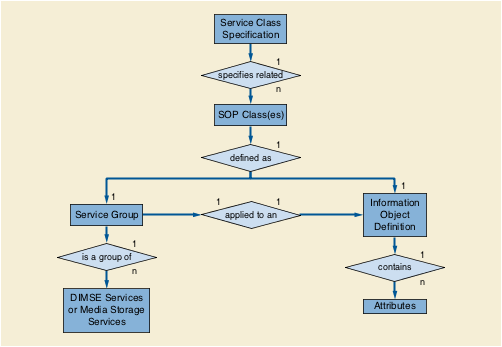 Service Class
Specification
1
specifies related
n
SOP Class(es)
1
defined as
1
1
Service Group
1
applied to an
1
Information
Object
Definition
1
is a group of
n
1
contains
n
DIMSE Services
or Media Storage
Services
Attributes